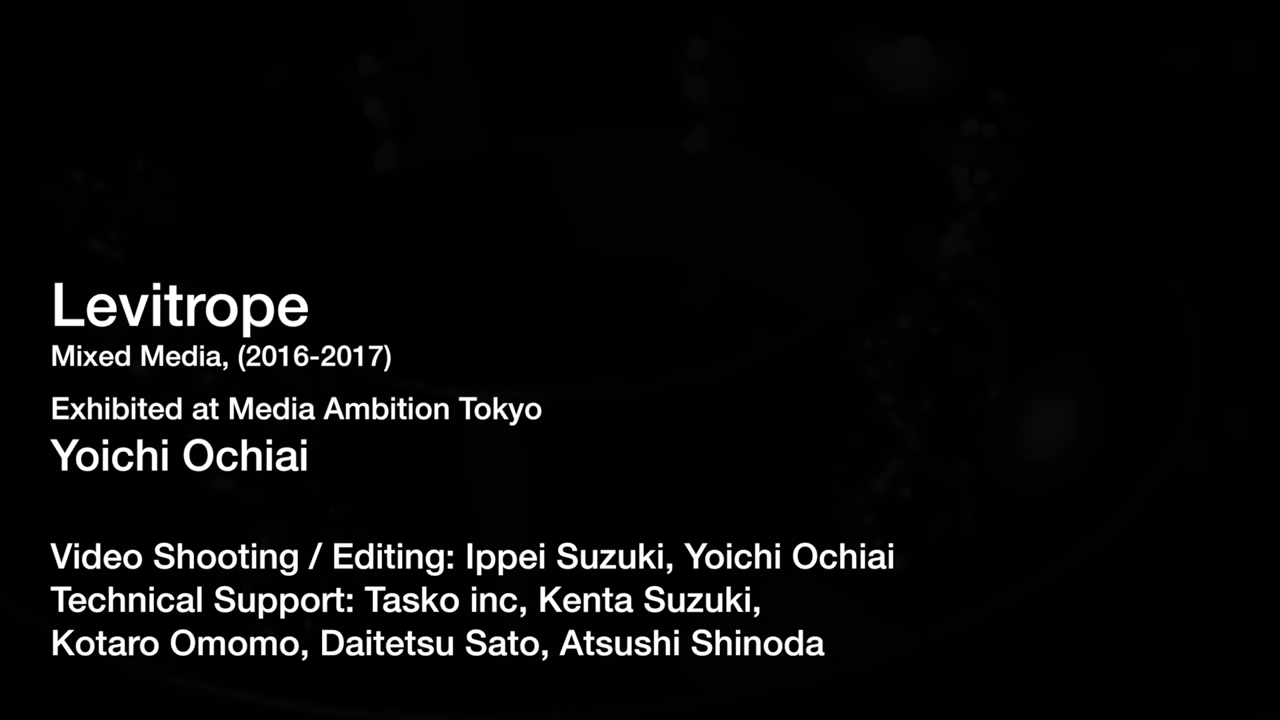 Levitrope
Mixed Media, (2016-2017)
Exhibited at Media Ambition Tokyo
Yoichi Ochiai
Video Shooting / Editing: Ippei Suzuki, Yoichi Ochiai
Technical Support: Tasko inc, Kenta Suzuki,
Kotaro Omomo, Daitetsu Sato, Atsushi Shinoda